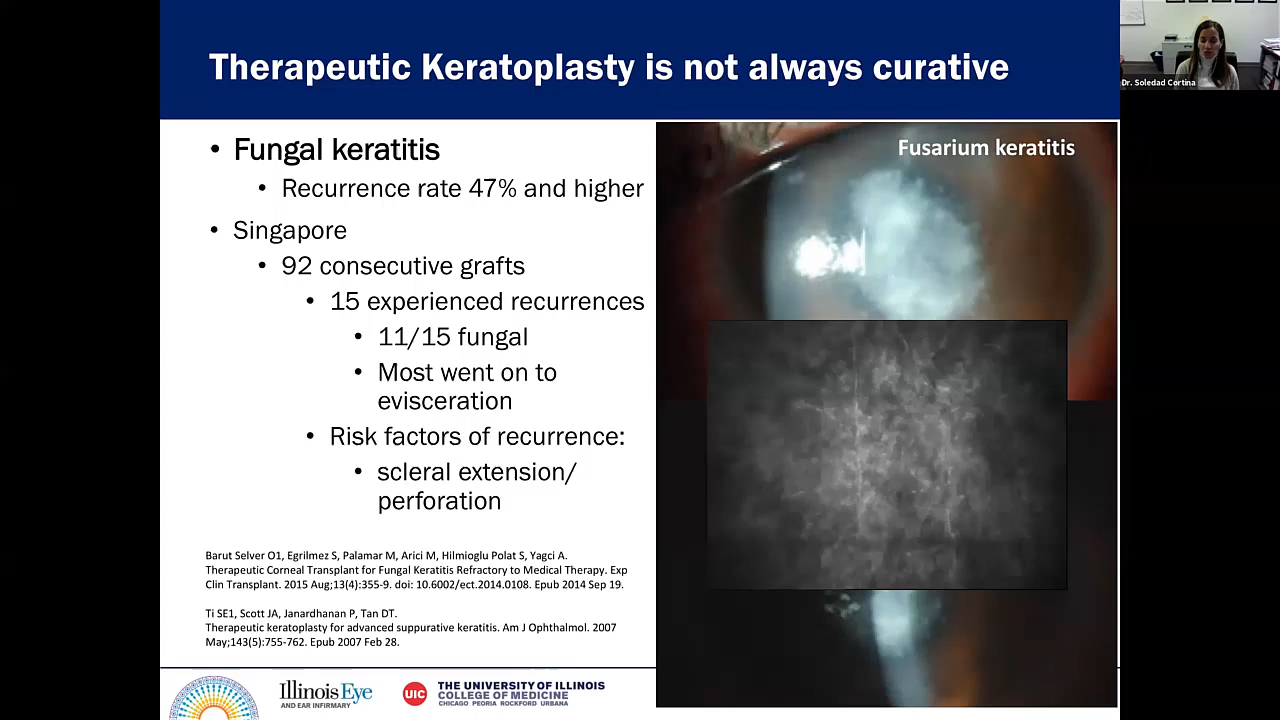 Therapeutic Keratoplasty is not always curative
Dr. Soledad Cortina
• Fungal keratitis
• Recurrence rate 47% and higher
• Singapore
• 92 consecutive grafts
• 15 experienced recurrences
• 11/15 fungal
• Most went on to
evisceration
• Risk factors of recurrence:
• scleral extension/
perforation
Fusarium keratitis
Barut Selver O1, Egrilmez S, Palamar M, Arici M, Hilmioglu Polat S, Yagci A.
Therapeutic Corneal Transplant for Fungal Keratitis Refractory to Medical Therapy. Exp
Clin Transplant. 2015 Aug;13(4):355-9. doi: 10.6002/ect.2014.0108. Epub 2014 Sep 19.
Ti SE1, Scott JA, Janardhanan P, Tan DT.
Therapeutic keratoplasty for advanced suppurative keratitis. Am J Ophthalmol. 2007
May;143(5):755-762. Epub 2007 Feb 28.
Illinois Eye
AND EAR INFIRMARY
UIC
THE UNIVERSITY OF ILLINOIS
COLLEGE OF MEDICINE
CHICAGO PEORIA ROCKFORD URBANA